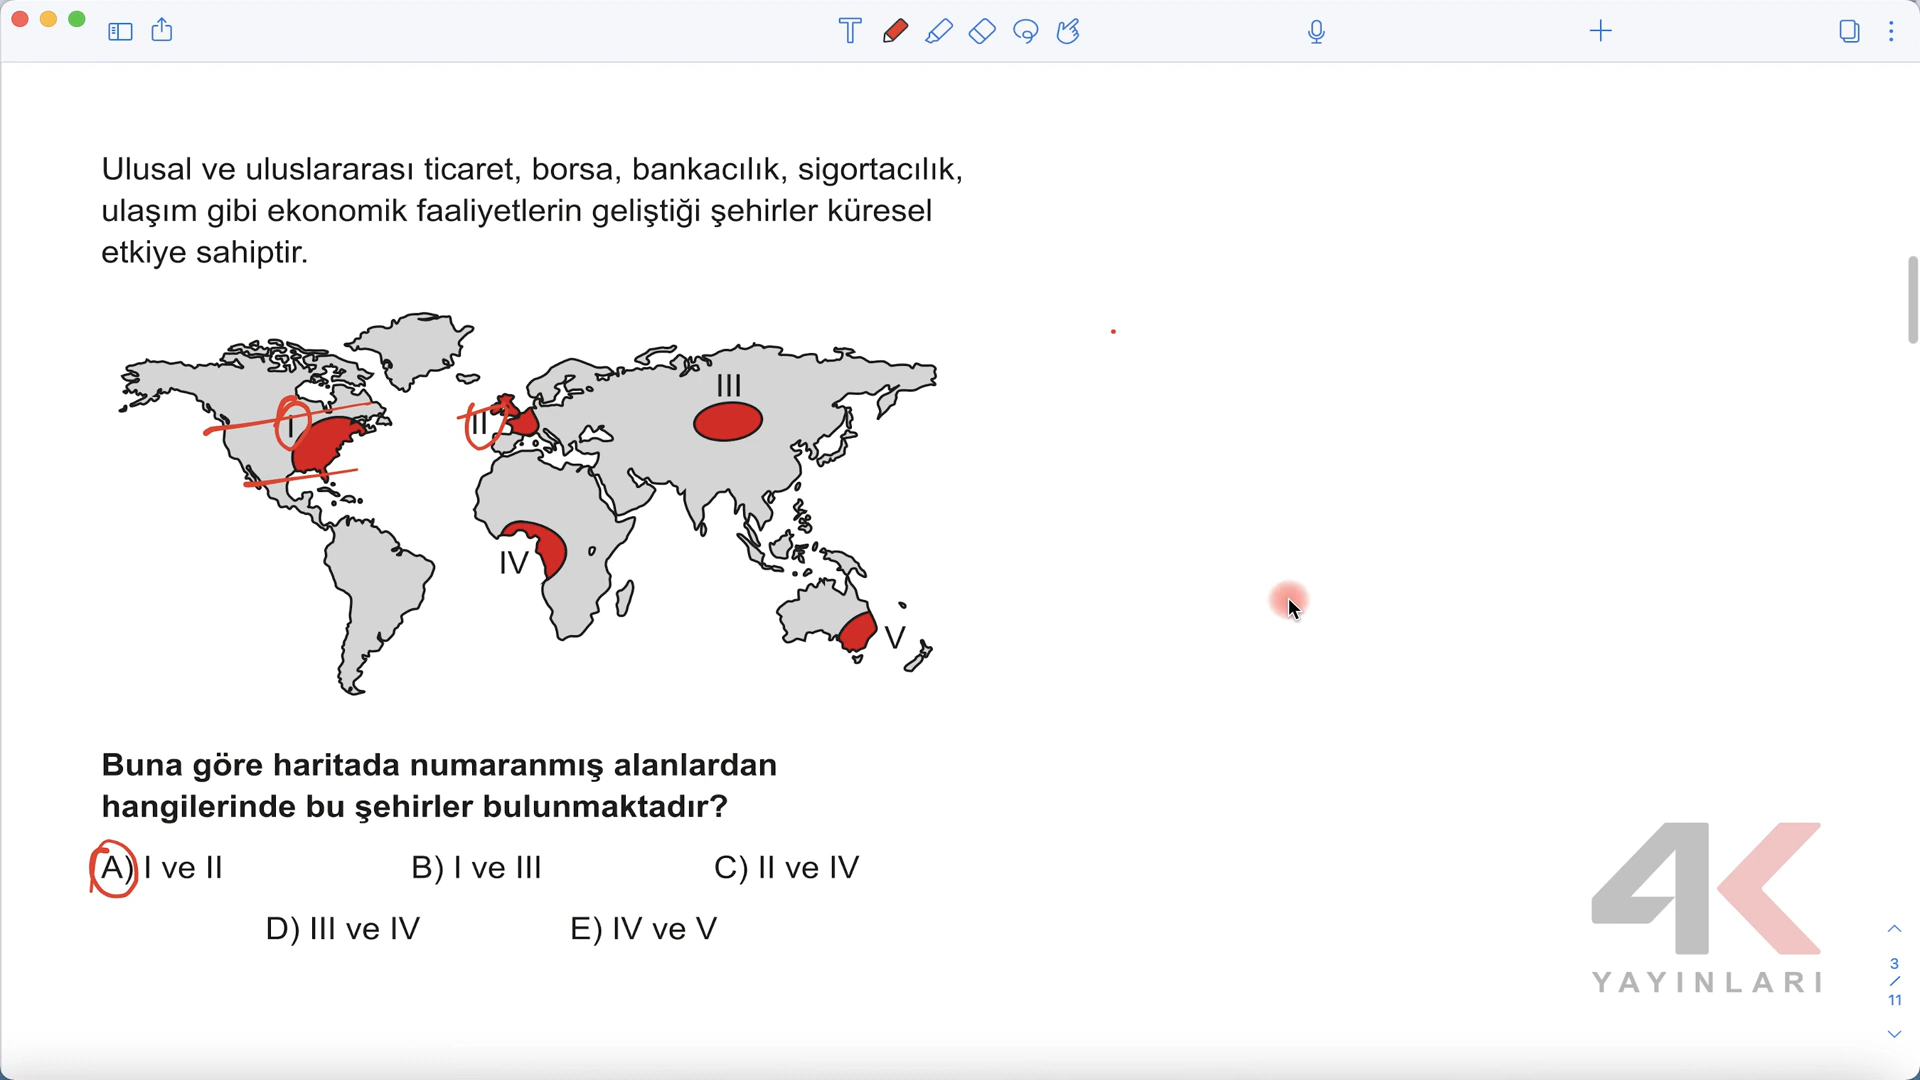 Ulusal ve uluslararası ticaret, borsa, bankacılık, sigortacılık,
ulaşım gibi ekonomik faaliyetlerin geliştiği şehirler küresel
etkiye sahiptir.
III
I
II
IV
V
Buna göre haritada numaranmış alanlardan
hangilerinde bu şehirler bulunmaktadır?
A) I ve II B) I ve III C) II ve IV
D) III ve IV E) IV ve V
4K
YAYINLARI
3
/
11